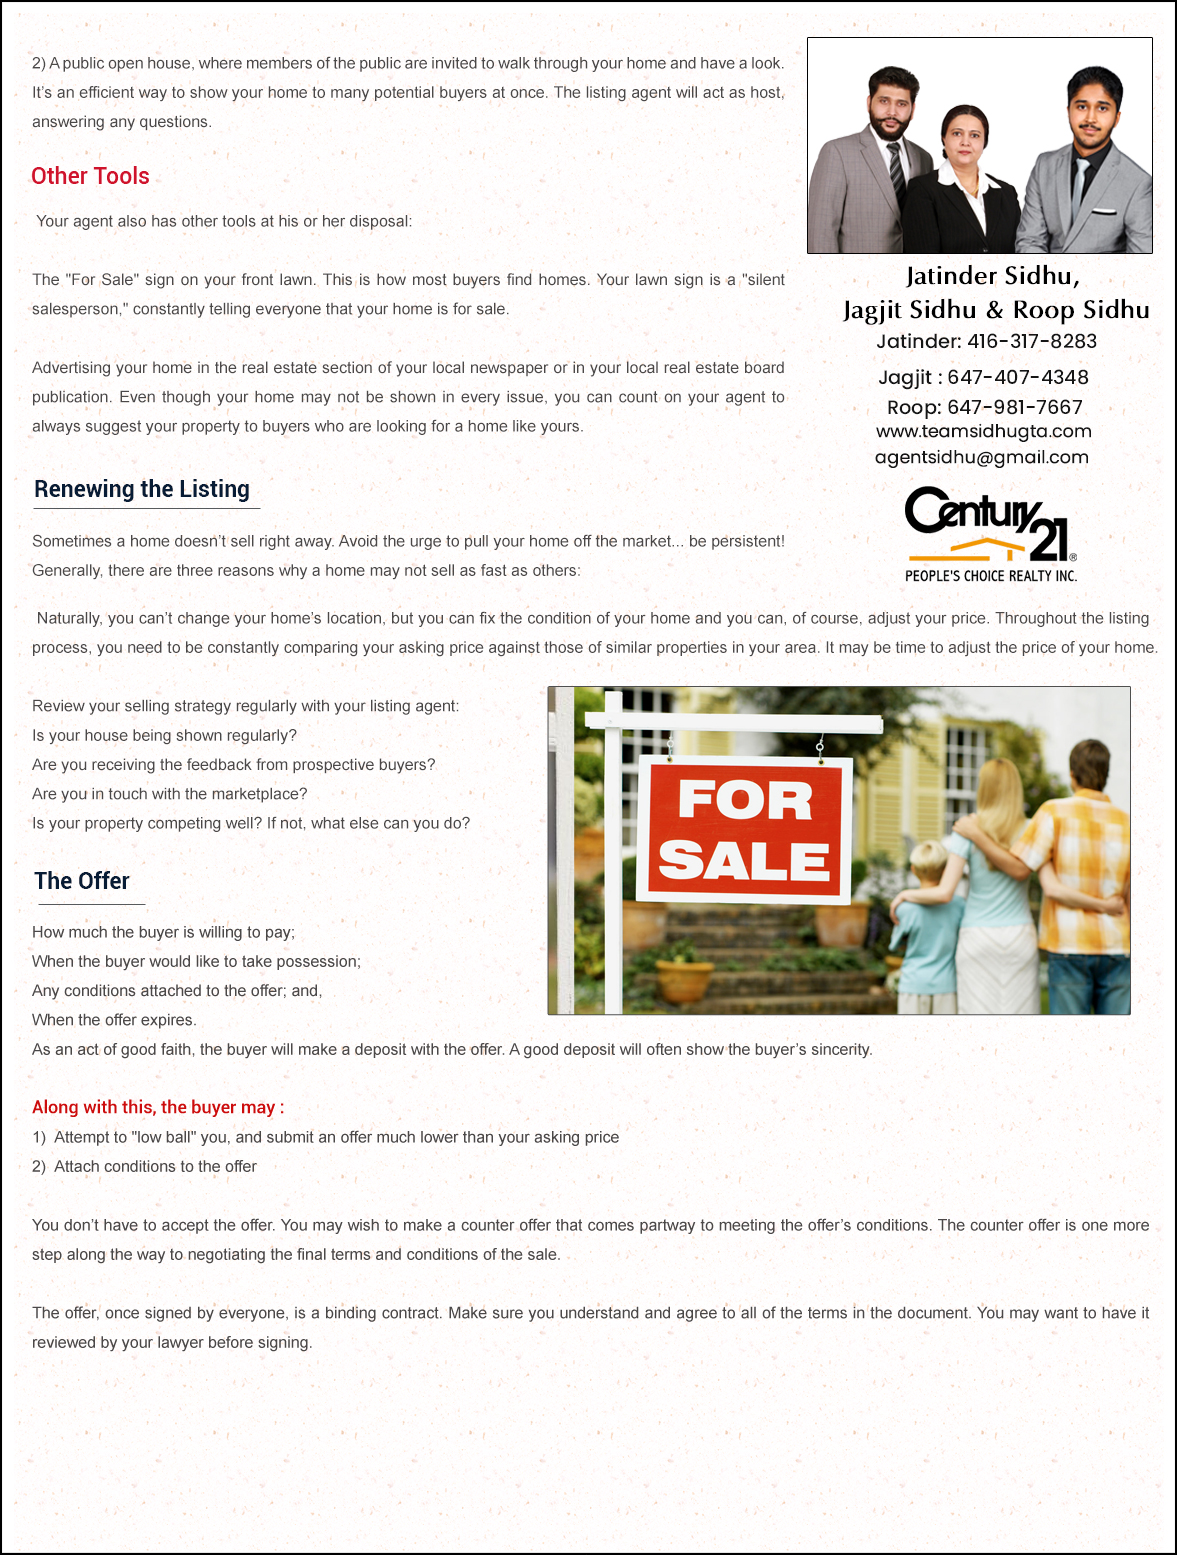 2) A public open house, where members of the public are invited to walk through your home and have a look.
It’s an efficient way to show your home to many potential buyers at once. The listing agent will act as host,
answering any questions.
Other Tools
Your agent also has other tools at his or her disposal:
The "For Sale" sign on your front lawn. This is how most buyers find homes. Your lawn sign is a "silent
salesperson," constantly telling everyone that your home is for sale.
Advertising your home in the real estate section of your local newspaper or in your local real estate board
publication. Even though your home may not be shown in every issue, you can count on your agent to
always suggest your property to buyers who are looking for a home like yours.
Jatinder Sidhu,
Jagjit Sidhu & Roop Sidhu
Jatinder: 416-317-8283
Jagjit : 647-407-4348
Roop: 647-981-7667
www.teamsidhugta.com
agentsidhu@gmail.com
Century 21®
PEOPLE'S CHOICE REALTY INC.
Renewing the Listing
Sometimes a home doesn’t sell right away. Avoid the urge to pull your home off the market... be persistent!
Generally, there are three reasons why a home may not sell as fast as others:
Naturally, you can’t change your home’s location, but you can fix the condition of your home and you can, of course, adjust your price. Throughout the listing
process, you need to be constantly comparing your asking price against those of similar properties in your area. It may be time to adjust the price of your home.
Review your selling strategy regularly with your listing agent:
Is your house being shown regularly?
Are you receiving the feedback from prospective buyers?
Are you in touch with the marketplace?
Is your property competing well? If not, what else can you do?
FOR
SALE
The Offer
How much the buyer is willing to pay;
When the buyer would like to take possession;
Any conditions attached to the offer; and,
When the offer expires.
As an act of good faith, the buyer will make a deposit with the offer. A good deposit will often show the buyer’s sincerity.
Along with this, the buyer may :
1) Attempt to "low ball" you, and submit an offer much lower than your asking price
2) Attach conditions to the offer
You don’t have to accept the offer. You may wish to make a counter offer that comes partway to meeting the offer’s conditions. The counter offer is one more
step along the way to negotiating the final terms and conditions of the sale.
The offer, once signed by everyone, is a binding contract. Make sure you understand and agree to all of the terms in the document. You may want to have it
reviewed by your lawyer before signing.